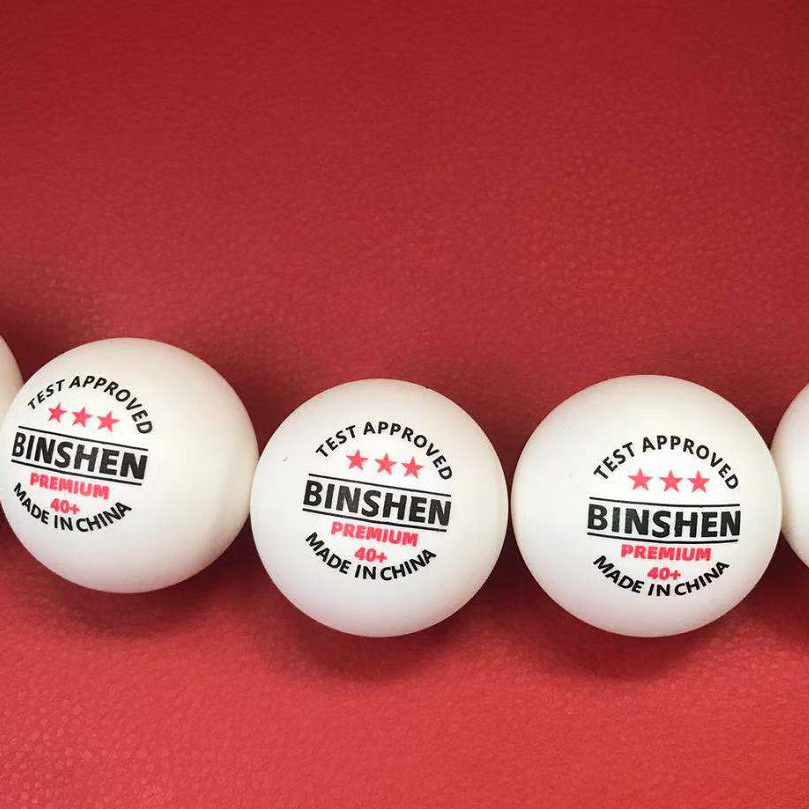 TEST APPROVED
BINSHEN
PREMIUM
40+
MADE IN CHINA
TEST APPROVED
BINSHEN
PREMIUM
40+
MADE IN CHINA
TEST APPROVED
BINSHEN
PREMIUM
40+
MADE IN CHINA